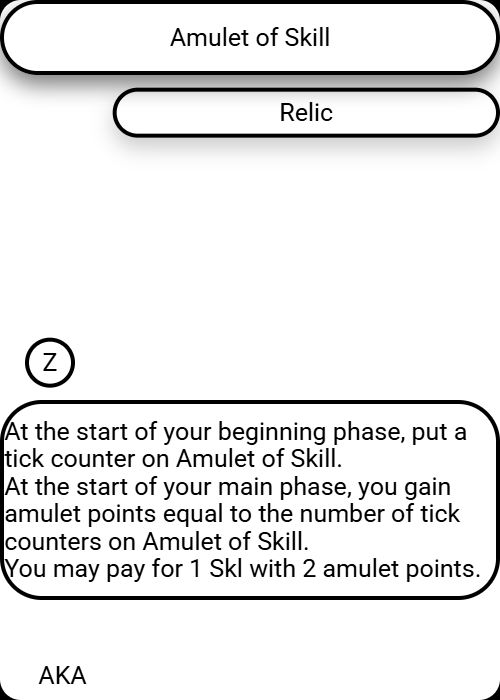 Amulet of Skill
Relic
Z
At the start of your beginning phase, put a
tick counter on Amulet of Skill.
At the start of your main phase, you gain
amulet points equal to the number of tick
counters on Amulet of Skill.
You may pay for 1 Skl with 2 amulet points.
AKA